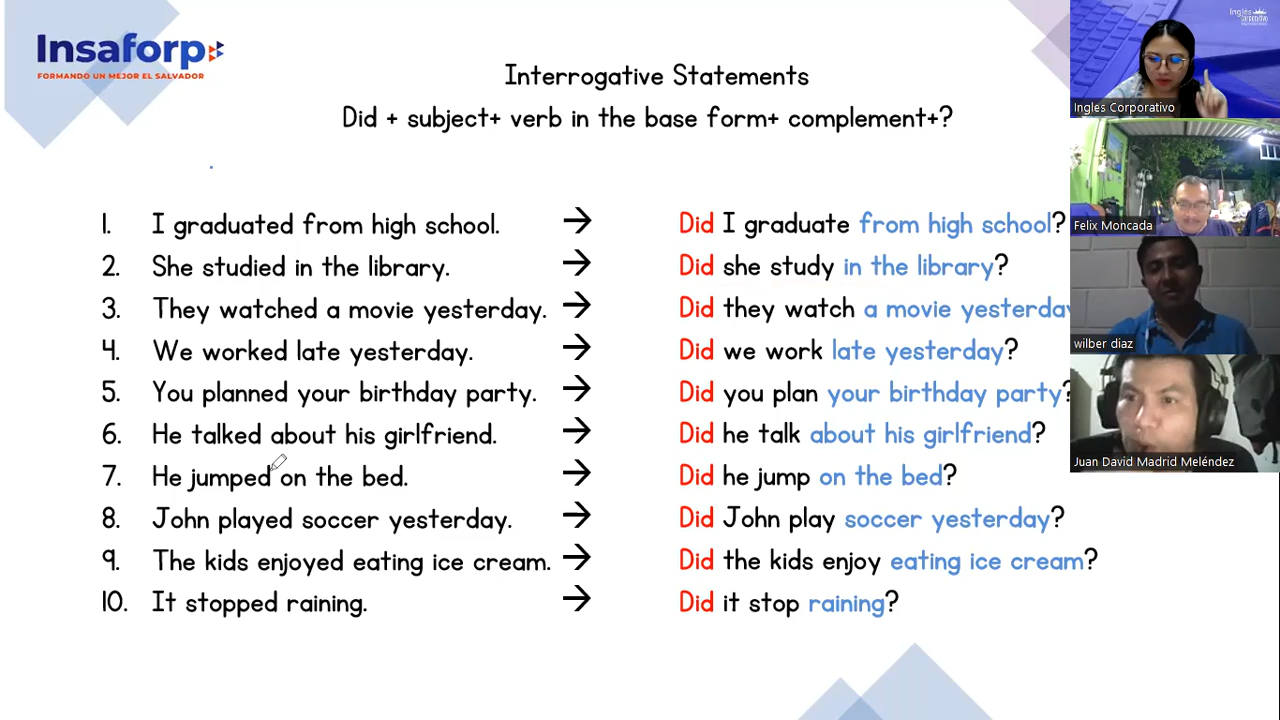 Insaforp
FORMANDO UN MEJOR EL SALVADOR
Interrogative Statements
Did + subject+ verb in the base form+ complement+?
1. I graduated from high school. → Did I graduate from high school?
2. She studied in the library. → Did she study in the library?
3. They watched a movie yesterday. → Did they watch a movie yesterday
4. We worked late yesterday. → Did we work late yesterday?
5. You planned your birthday party. → Did you plan your birthday party?
6. He talked about his girlfriend. → Did he talk about his girlfriend?
7. He jumped on the bed. → Did he jump on the bed?
8. John played soccer yesterday. → Did John play soccer yesterday?
9. The kids enjoyed eating ice cream. → Did the kids enjoy eating ice cream?
10. It stopped raining. → Did it stop raining?
Ingles Corporativo
Felix Moncada
wilber diaz
Juan David Madrid Meléndez